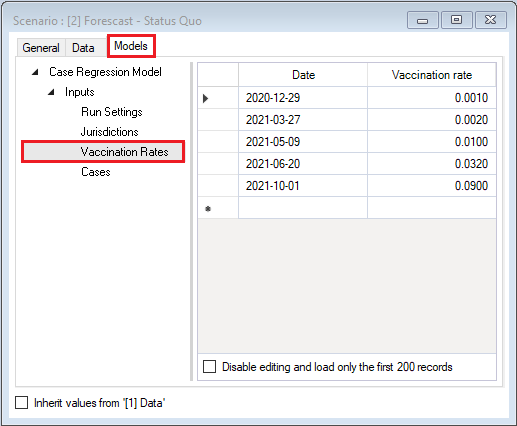 Scenario : [2] Forescast - Status Quo
General Data Models
Case Regression Model
Inputs
Run Settings
Jurisdictions
Vaccination Rates
Cases
Date Vaccination rate
2020-12-29 0.0010
2021-03-27 0.0020
2021-05-09 0.0100
2021-06-20 0.0320
2021-10-01 0.0900
Disable editing and load only the first 200 records
Inherit values from '[1] Data'